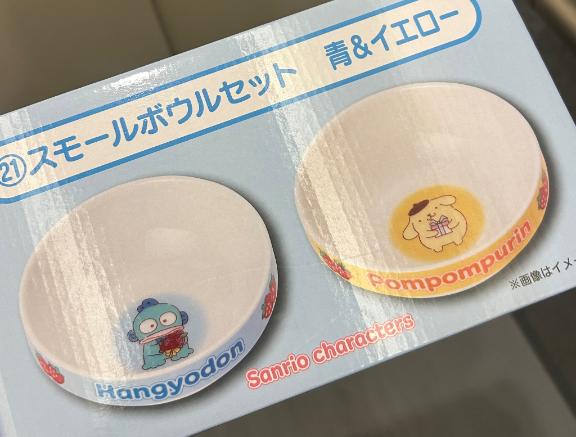 ㉑スモールボウルセット 青&イエロー
Pompompurin
※画像はイメー
Hangyodon
Sanrio characters